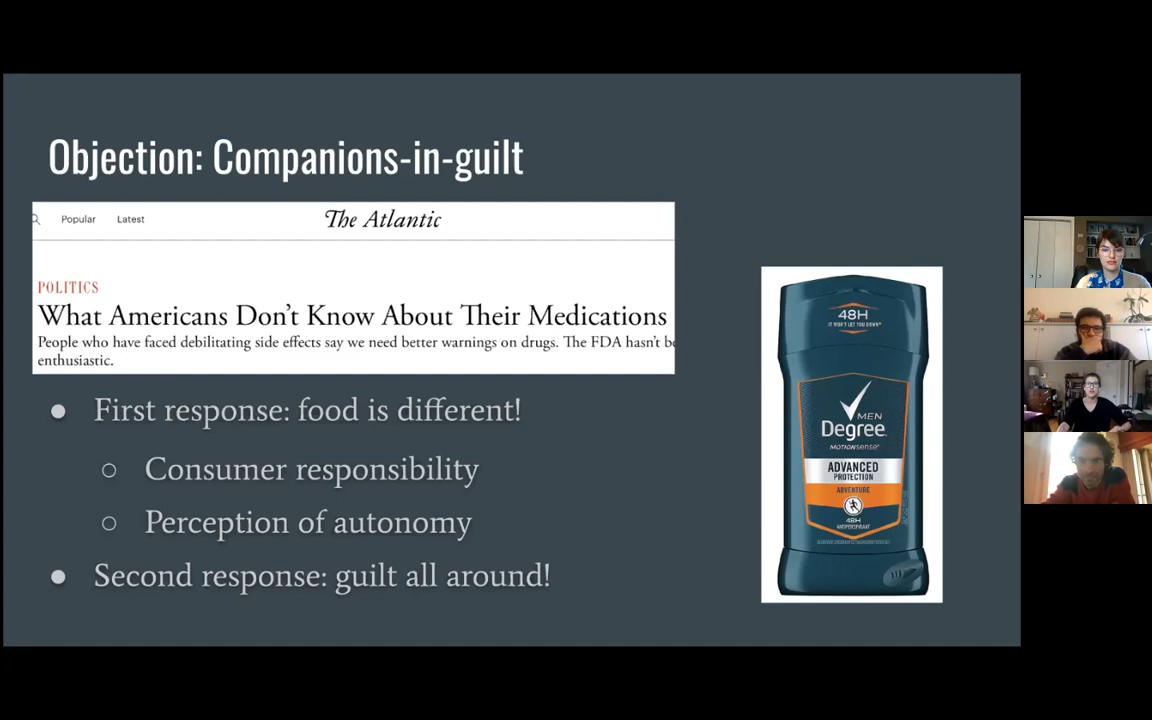 Objection: Companions-in-guilt
Popular Latest The Atlantic
POLITICS
What Americans Don't Know About Their Medications
People who have faced debilitating side effects say we need better warnings on drugs. The FDA hasn't be
enthusiastic.
● First response: food is different!
○ Consumer responsibility
○ Perception of autonomy
● Second response: guilt all around!
48H
IT WON'T LET YOU DOWN
MEN
Degree
MOTIONSENSE
ADVANCED
PROTECTION
ADVENTURE
48H
ANTIPERSPIRANT